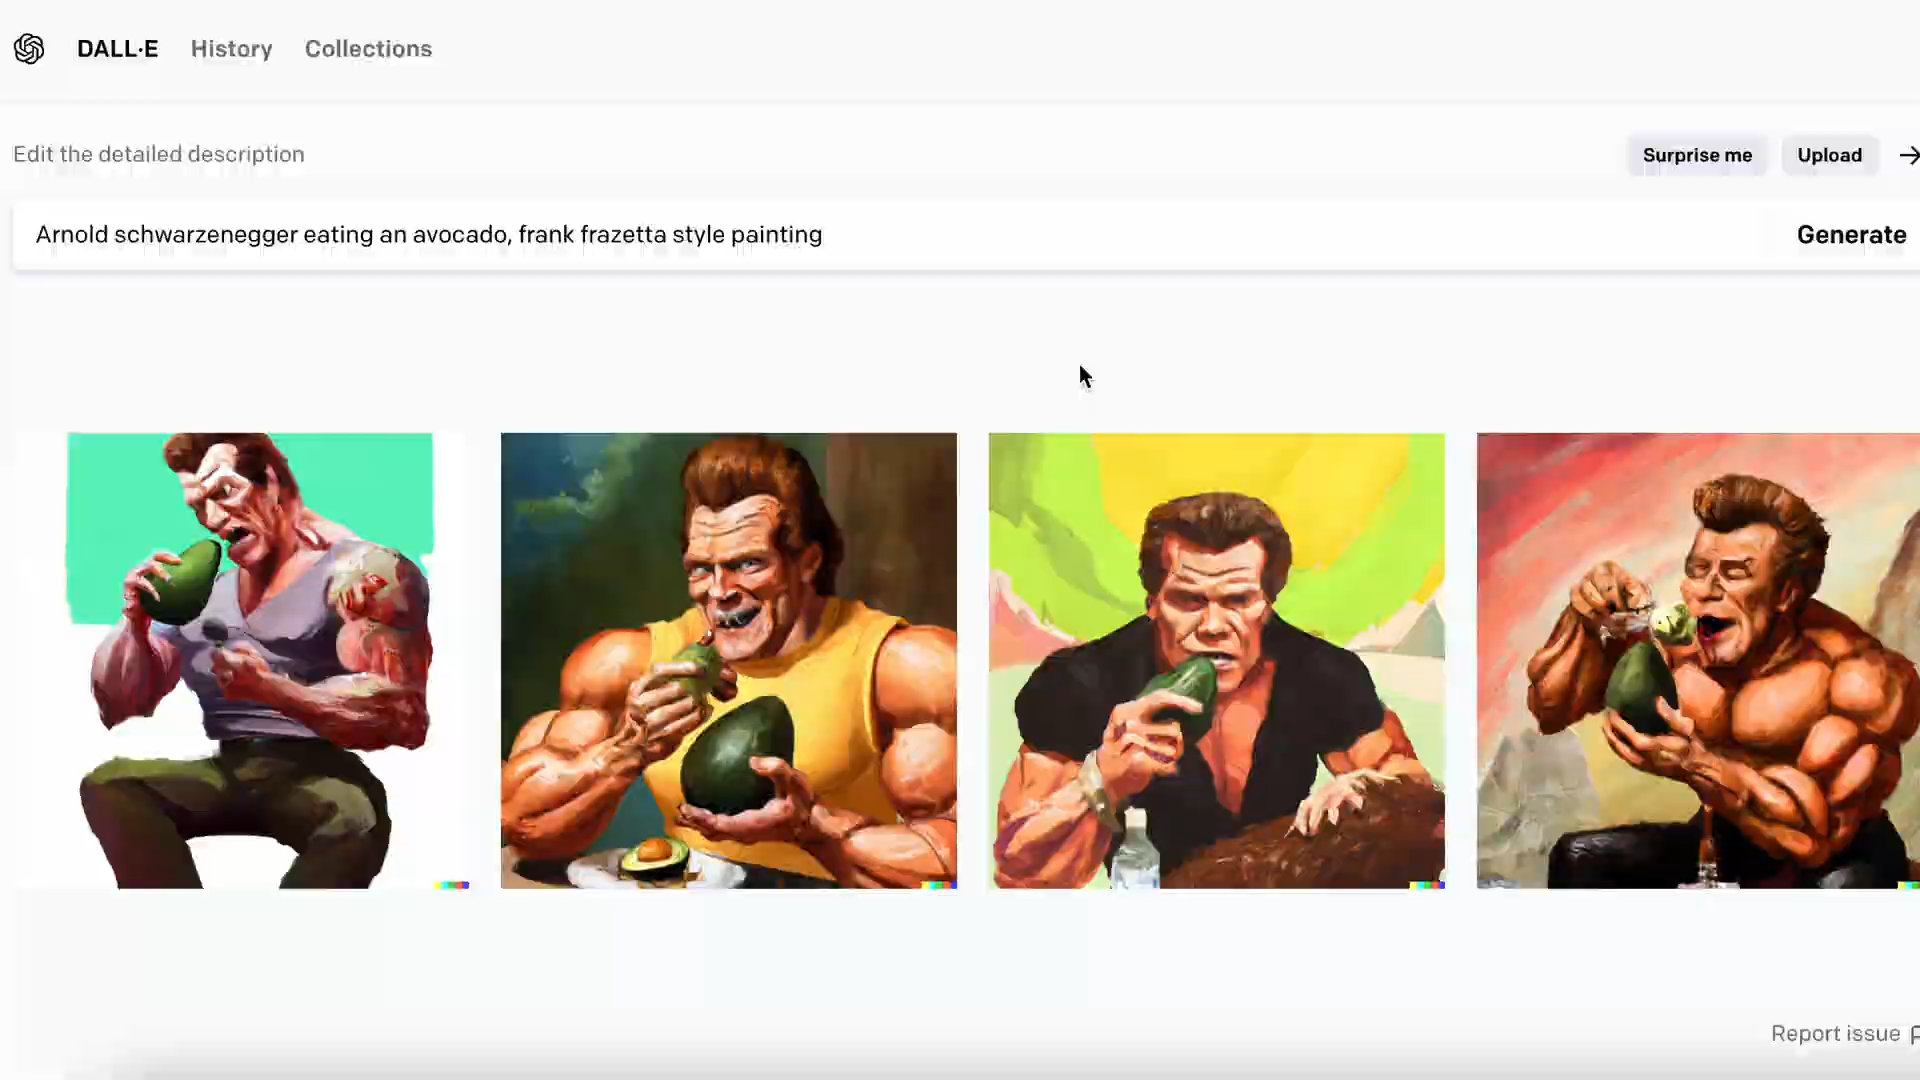 DALL·E History Collections
Edit the detailed description
Surprise me Upload
Arnold schwarzenegger eating an avocado, frank frazetta style painting
Generate
Report issue